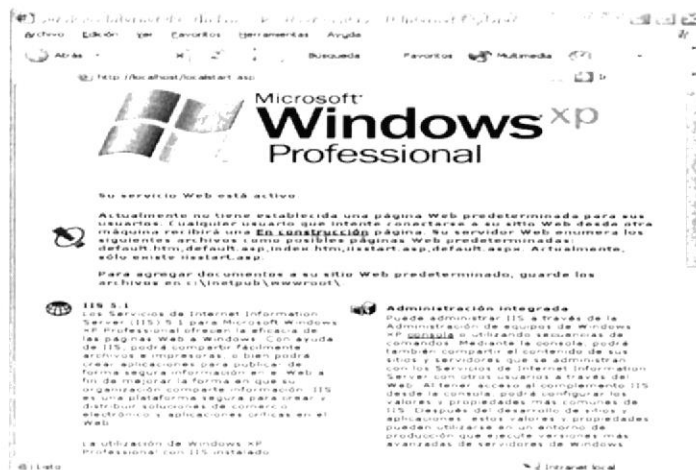 Archivo Edición Ver Favoritos Herramientas Ayuda
Atrás Búsqueda Favoritos Multimedia
http://localhost/localstart.asp
Microsoft
Windows xp
Professional
Su servicio Web está activo.
Actualmente no tiene establecida una página Web predeterminada para sus
usuarios. Cualquier usuario que intente conectarse a su sitio Web desde otra
máquina recibirá una En construcción página. Su servidor Web enumera los
siguientes archivos como posibles páginas Web predeterminadas:
default.htm,default.asp,index.htm,iisstart.asp,default.aspx. Actualmente,
sólo existe iisstart.asp.
Para agregar documentos a su sitio Web predeterminado, guarde los
archivos en c:\inetpub\wwwroot\.
IIS 5.1
Los Servicios de Internet Information
Server (IIS) 5.1 para Microsoft Windows
XP Professional ofrecen la eficacia de
las páginas Web a Windows. Con ayuda
de IIS, podrá compartir fácilmente
archivos e impresoras, o bien podrá
crear aplicaciones para publicar de
forma segura información en el Web a
fin de mejorar la forma en que su
organización comparte información. IIS
es una plataforma segura para crear y
distribuir soluciones de comercio
electrónico y aplicaciones críticas en el
Web.
La utilización de Windows XP
Professional con IIS instalado
Administración integrada
Puede administrar IIS a través de la
Administración de equipos de Windows
XP consola o utilizando secuencias de
comandos. Mediante la consola, podrá
también compartir el contenido de sus
sitios y servidores que se administran
con los Servicios de Internet Information
Server con otros usuarios a través del
Web. Al tener acceso al complemento IIS
desde la consola, podrá configurar los
valores y propiedades más comunes de
IIS. Después del desarrollo de sitios y
aplicaciones, estos valores y propiedades
pueden utilizarse en un entorno de
producción que ejecute versiones más
avanzadas de servidores de Windows.
Listo
Intranet local